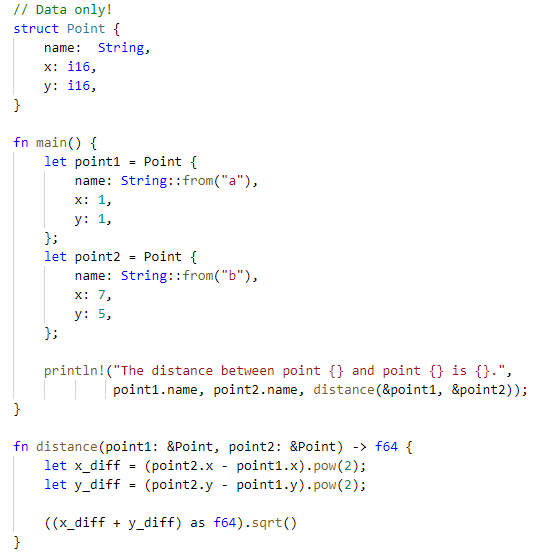 // Data only!
struct Point {
    name:  String,
    x: i16,
    y: i16,
}

fn main() {
    let point1 = Point {
        name: String::from("a"),
        x: 1,
        y: 1,
    };
    let point2 = Point {
        name: String::from("b"),
        x: 7,
        y: 5,
    };

    println!("The distance between point {} and point {} is {}.",
             point1.name, point2.name, distance(&point1, &point2));
}

fn distance(point1: &Point, point2: &Point) -> f64 {
    let x_diff = (point2.x - point1.x).pow(2);
    let y_diff = (point2.y - point1.y).pow(2);

    ((x_diff + y_diff) as f64).sqrt()
}